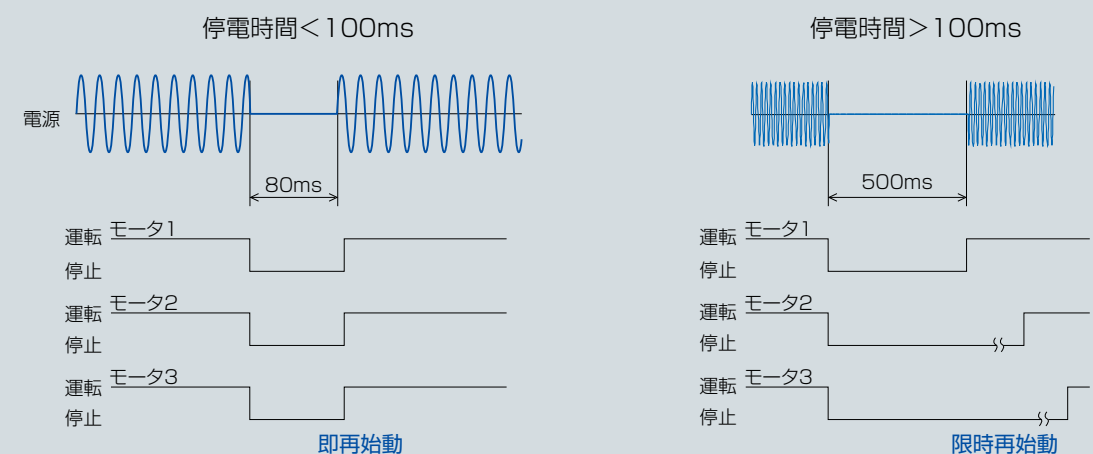 停電時間＜100ms
電源
80ms
運転 モータ1
停止
運転 モータ2
停止
運転 モータ3
停止
即再始動
停電時間＞100ms
500ms
運転 モータ1
停止
運転 モータ2
停止
運転 モータ3
停止
限時再始動